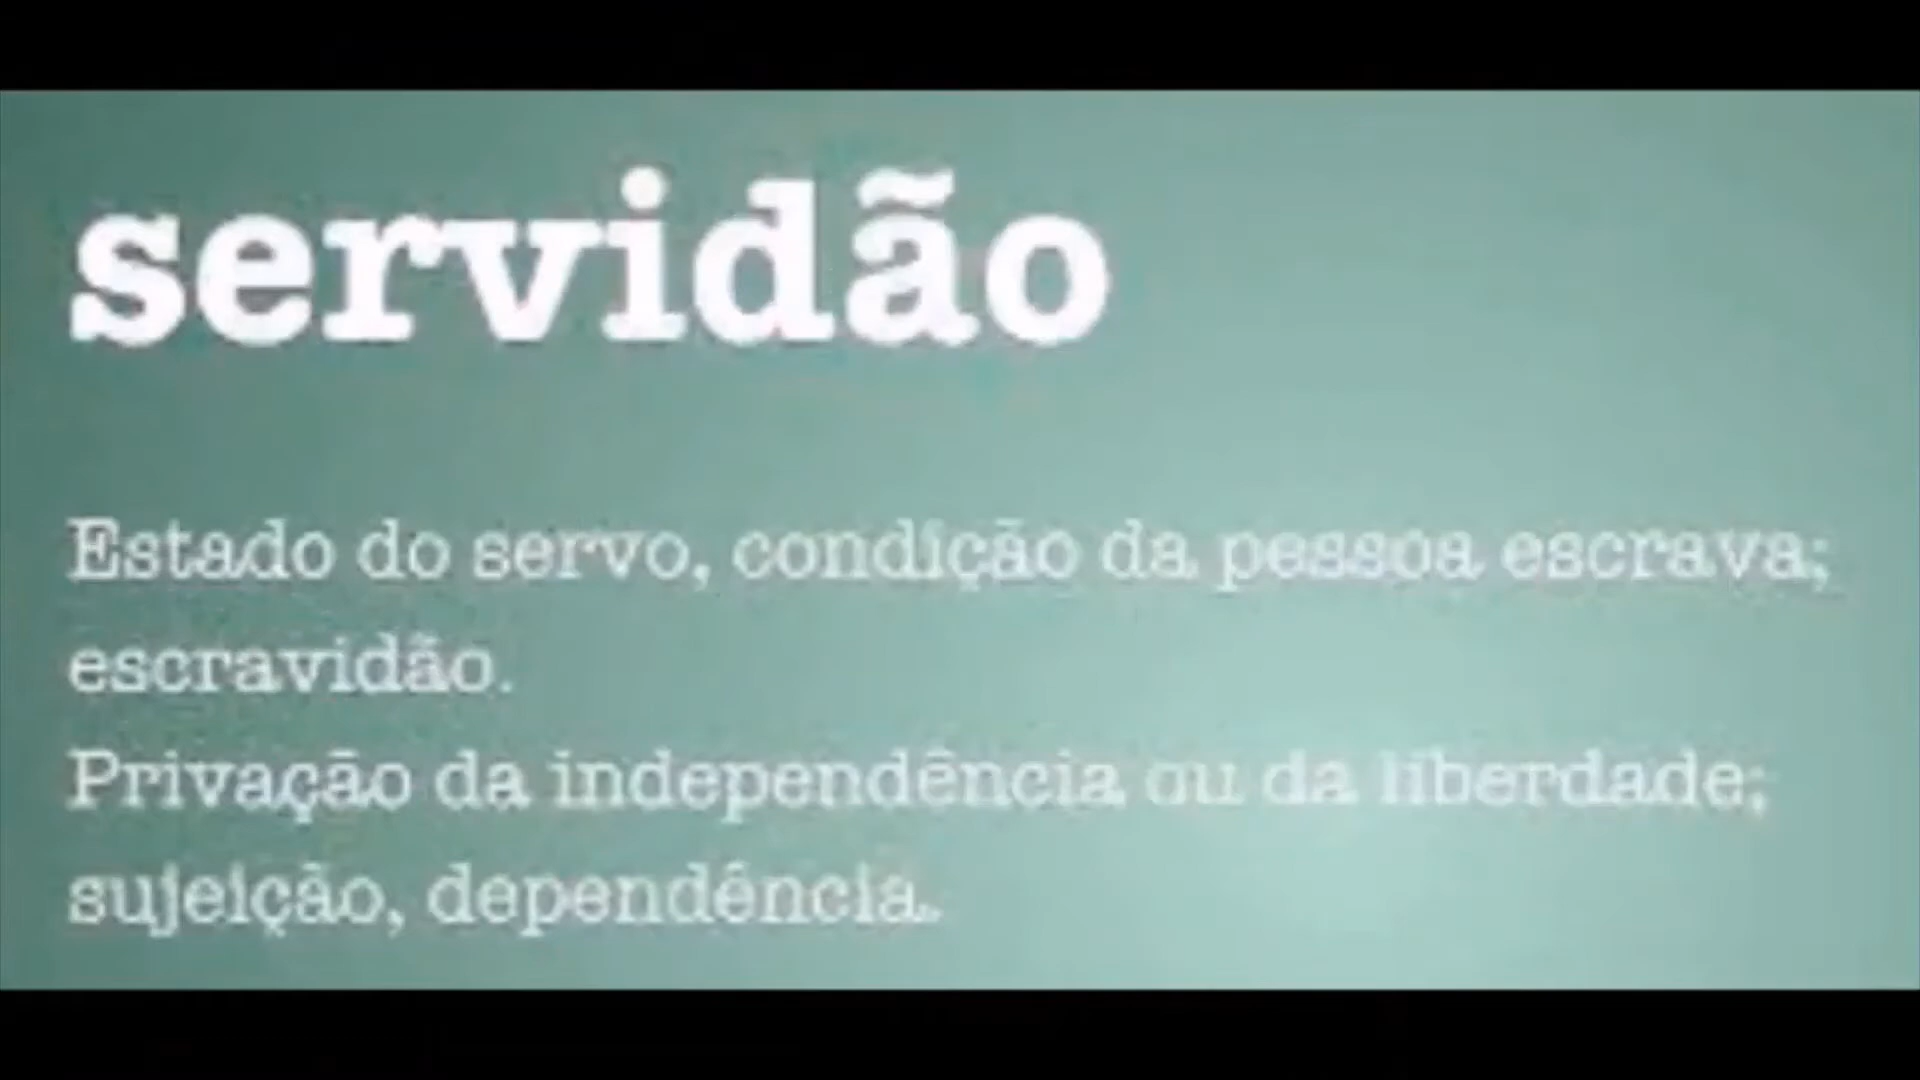 servidão
Estado do servo, condição da pessoa escrava;
escravidão.
Privação da independência ou da liberdade;
sujeição, dependência.